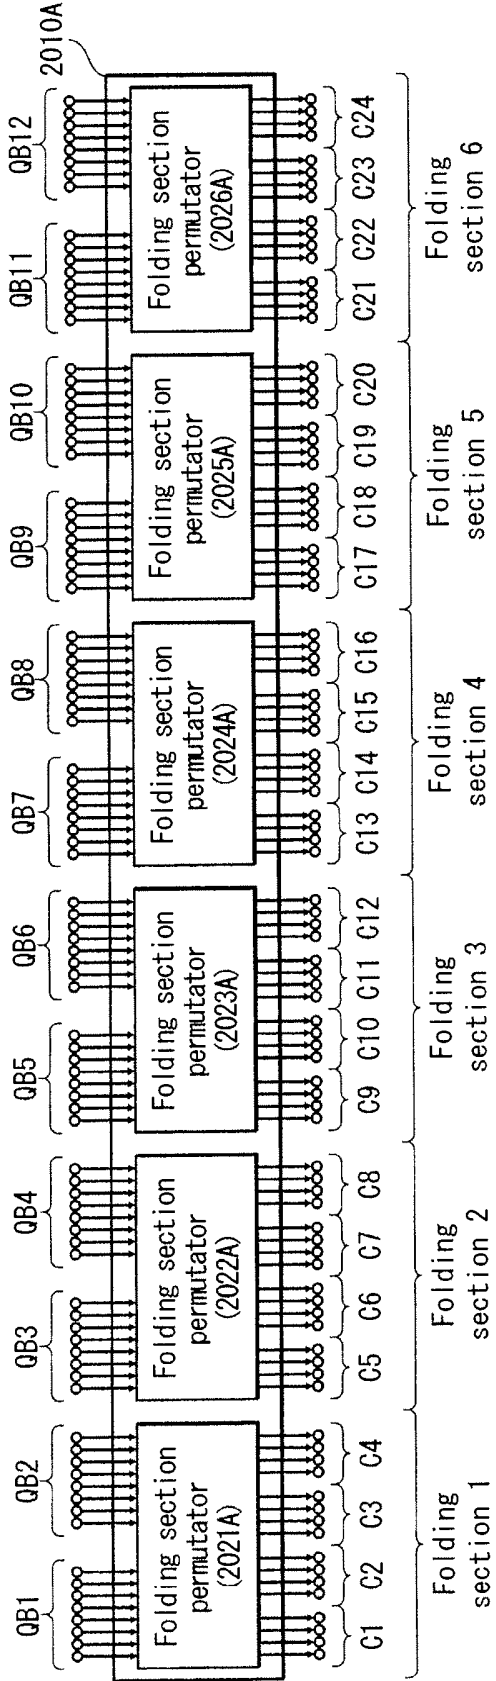 2010A
QB1 QB2 QB3 QB4 QB5 QB6 QB7 QB8 QB9 QB10 QB11 QB12
Folding section
permutator
(2021A)
Folding section
permutator
(2022A)
Folding section
permutator
(2023A)
Folding section
permutator
(2024A)
Folding section
permutator
(2025A)
Folding section
permutator
(2026A)
C1 C2 C3 C4 C5 C6 C7 C8 C9 C10 C11 C12 C13 C14 C15 C16 C17 C18 C19 C20 C21 C22 C23 C24
Folding
section 1
Folding
section 2
Folding
section 3
Folding
section 4
Folding
section 5
Folding
section 6